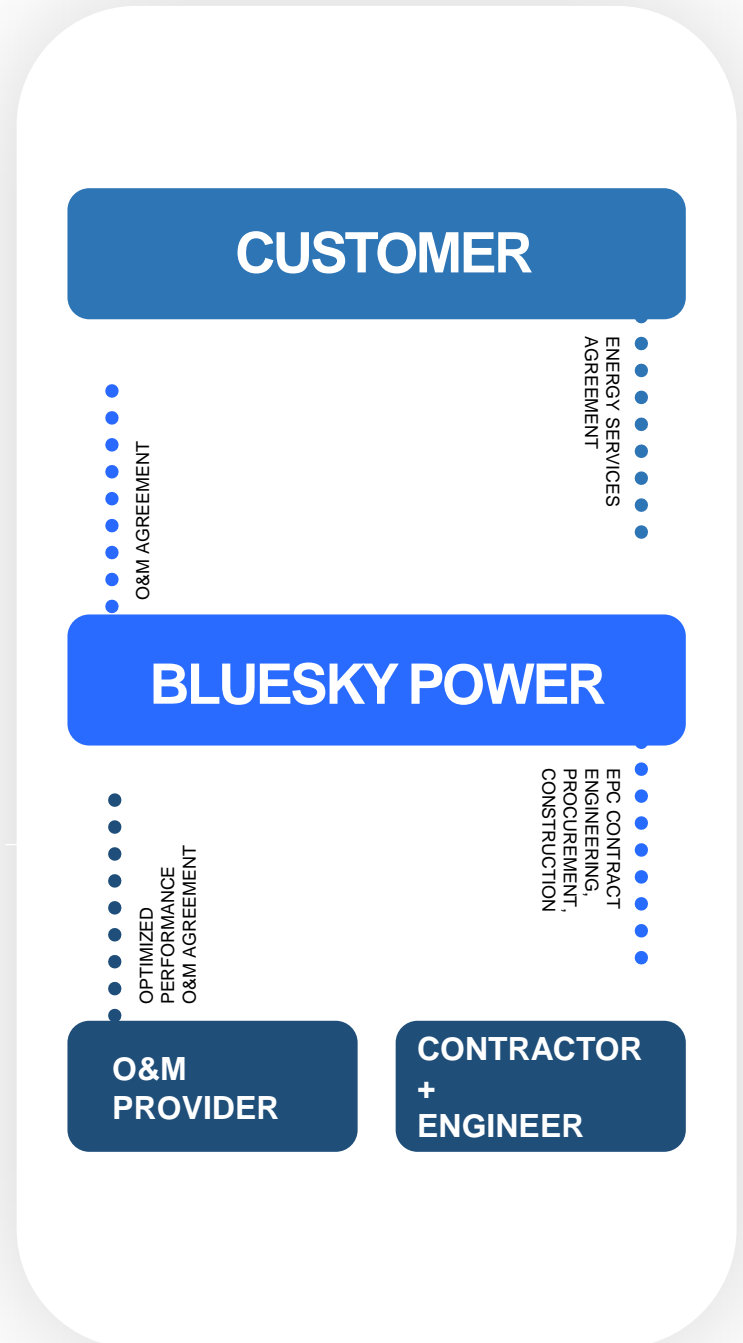 CUSTOMER
ENERGY SERVICES
AGREEMENT
O&M AGREEMENT
BLUESKY POWER
EPC CONTRACT
ENGINEERING,
PROCUREMENT,
CONSTRUCTION
OPTIMIZED
PERFORMANCE
O&M AGREEMENT
O&M
PROVIDER
CONTRACTOR
+
ENGINEER